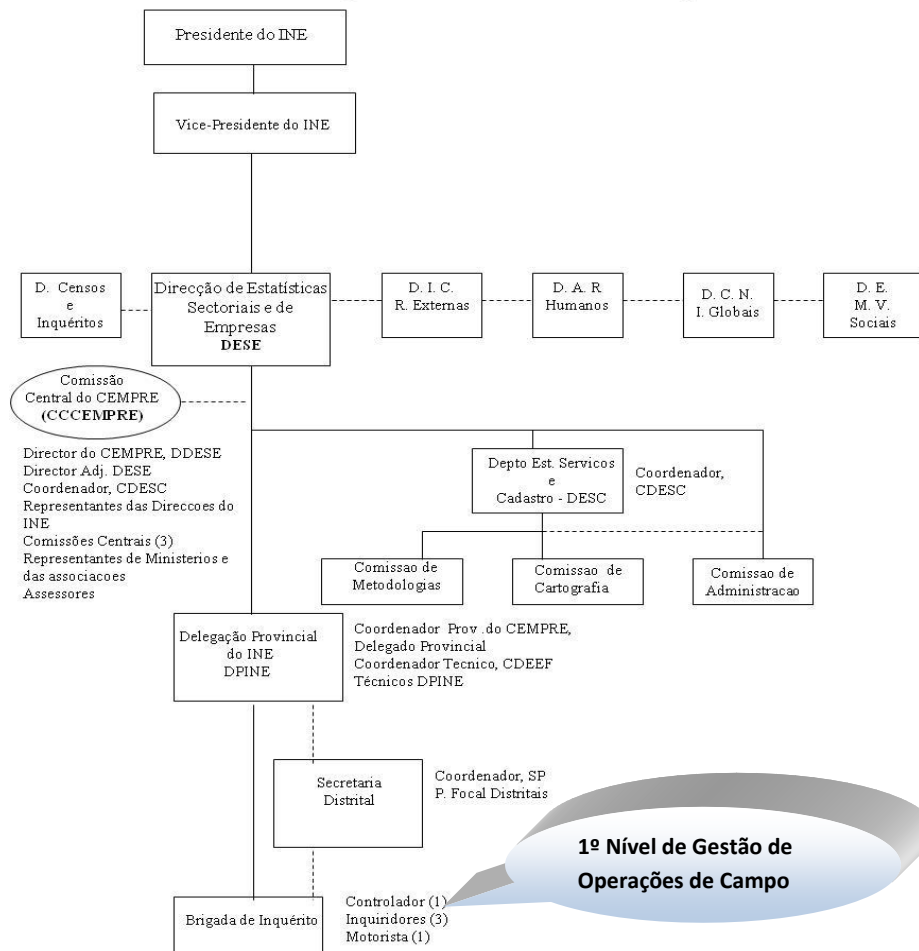 Presidente do INE
Vice-Presidente do INE
D. Censos
e
Inquéritos
Direcção de Estatísticas
Sectoriais e de
Empresas
DESE
D. I. C.
R. Externas
D. A. R
Humanos
D. C. N.
I. Globais
D. E.
M. V.
Sociais
Comissão
Central do CEMPRE
(CCCEMPRE)
Director do CEMPRE, DDESE
Director Adj. DESE
Coordenador, CDESC
Representantes das Direccoes do
INE
Comissões Centrais (3)
Representantes de Ministerios e
das associacoes
Assessores
Depto Est. Servicos
e
Cadastro - DESC
Coordenador,
CDESC
Comissao de
Metodologias
Comissao de
Cartografia
Comissao de
Administracao
Delegação Provincial
do INE
DPINE
Coordenador Prov .do CEMPRE,
Delegado Provincial
Coordenador Tecnico, CDEEF
Técnicos DPINE
Secretaria
Distrital
Coordenador, SP
P. Focal Distritais
1º Nível de Gestão de
Operações de Campo
Brigada de Inquérito
Controlador (1)
Inquiridores (3)
Motorista (1)